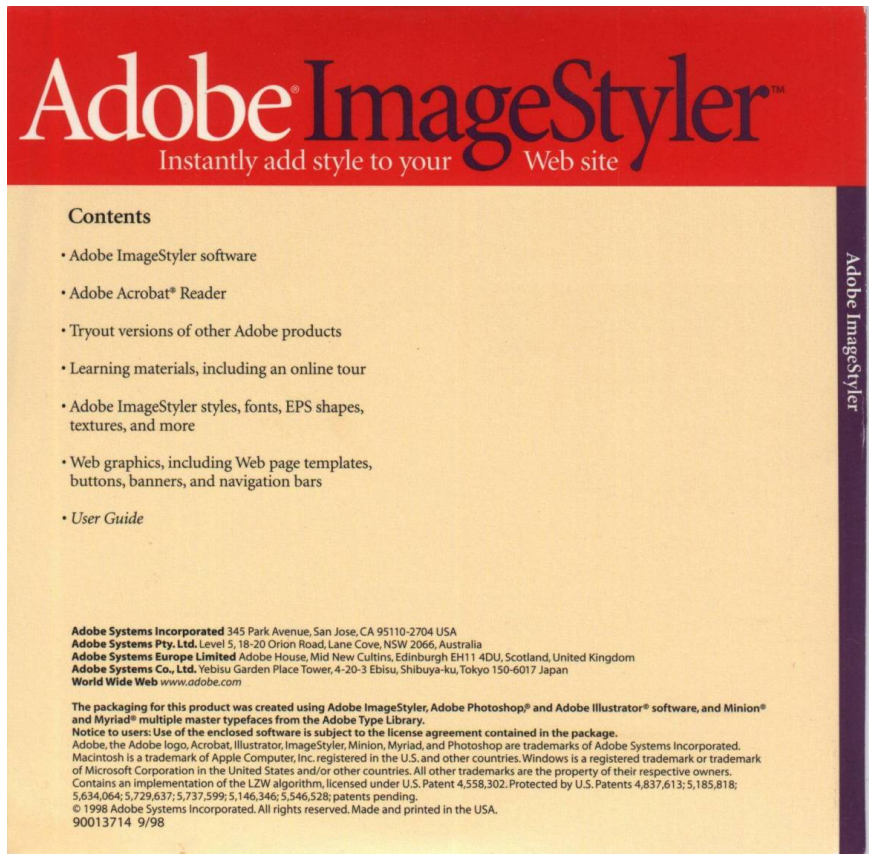 Adobe® ImageStyler™
Instantly add style to your Web site
Contents
• Adobe ImageStyler software
• Adobe Acrobat® Reader
• Tryout versions of other Adobe products
• Learning materials, including an online tour
• Adobe ImageStyler styles, fonts, EPS shapes,
textures, and more
• Web graphics, including Web page templates,
buttons, banners, and navigation bars
• User Guide
Adobe ImageStyler
Adobe Systems Incorporated 345 Park Avenue, San Jose, CA 95110-2704 USA
Adobe Systems Pty. Ltd. Level 5, 18-20 Orion Road, Lane Cove, NSW 2066, Australia
Adobe Systems Europe Limited Adobe House, Mid New Cultins, Edinburgh EH11 4DU, Scotland, United Kingdom
Adobe Systems Co., Ltd. Yebisu Garden Place Tower, 4-20-3 Ebisu, Shibuya-ku, Tokyo 150-6017 Japan
World Wide Web www.adobe.com
The packaging for this product was created using Adobe ImageStyler, Adobe Photoshop,® and Adobe Illustrator® software, and Minion®
and Myriad® multiple master typefaces from the Adobe Type Library.
Notice to users: Use of the enclosed software is subject to the license agreement contained in the package.
Adobe, the Adobe logo, Acrobat, Illustrator, ImageStyler, Minion, Myriad, and Photoshop are trademarks of Adobe Systems Incorporated.
Macintosh is a trademark of Apple Computer, Inc. registered in the U.S. and other countries. Windows is a registered trademark or trademark
of Microsoft Corporation in the United States and/or other countries. All other trademarks are the property of their respective owners.
Contains an implementation of the LZW algorithm, licensed under U.S. Patent 4,558,302. Protected by U.S. Patents 4,837,613; 5,185,818;
5,634,064; 5,729,637; 5,737,599; 5,146,346; 5,546,528; patents pending.
© 1998 Adobe Systems Incorporated. All rights reserved. Made and printed in the USA.
90013714 9/98